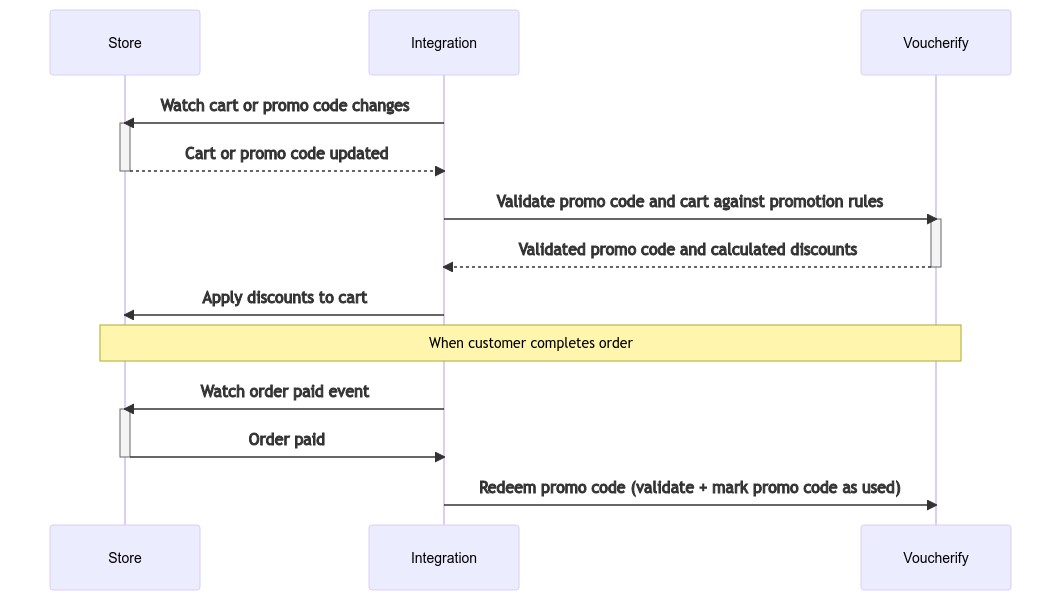 Store
Integration
Voucherify
Watch cart or promo code changes
Cart or promo code updated
Validate promo code and cart against promotion rules
Validated promo code and calculated discounts
Apply discounts to cart
When customer completes order
Watch order paid event
Order paid
Redeem promo code (validate + mark promo code as used)
Store
Integration
Voucherify